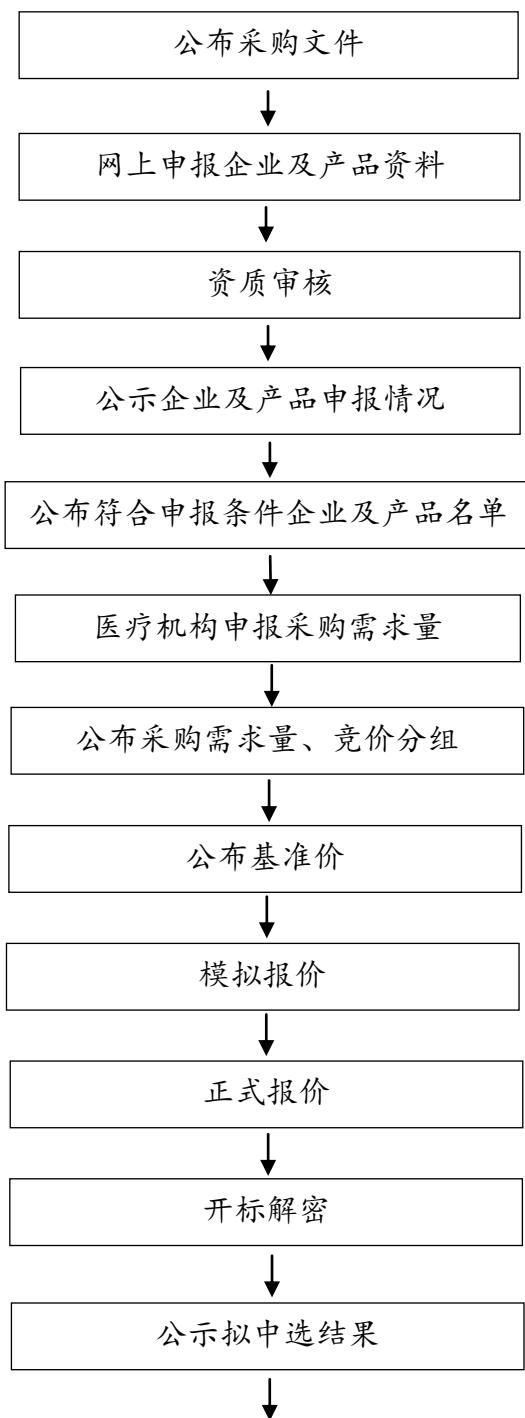 公布采购文件
网上申报企业及产品资料
资质审核
公示企业及产品申报情况
公布符合申报条件企业及产品名单
医疗机构申报采购需求量
公布采购需求量、竞价分组
公布基准价
模拟报价
正式报价
开标解密
公示拟中选结果